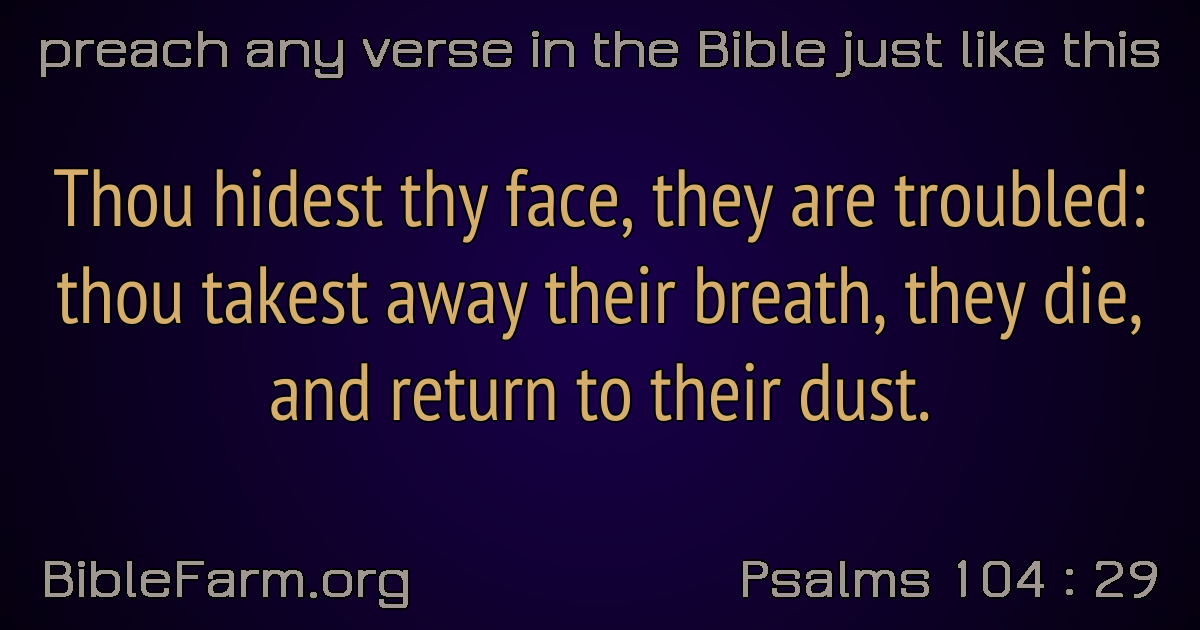 preach any verse in the Bible just like this
Thou hidest thy face, they are troubled:
thou takest away their breath, they die,
and return to their dust.
BibleFarm.org
Psalms 104 : 29